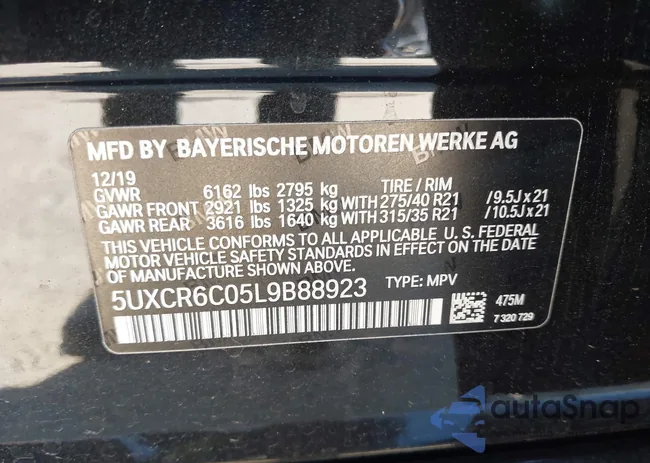 MFD BY BAYERISCHE MOTOREN WERKE AG
12/19
GVWR 6162 lbs 2795 kg TIRE / RIM
GAWR FRONT 2921 lbs 1325 kg WITH 275/40 R21 /9.5Jx21
GAWR REAR 3616 lbs 1640 kg WITH 315/35 R21 /10.5Jx21
THIS VEHICLE CONFORMS TO ALL APPLICABLE U. S. FEDERAL
MOTOR VEHICLE SAFETY STANDARDS IN EFFECT ON THE DATE
OF MANUFACTURE SHOWN ABOVE.
5UXCR6C05L9B88923 TYPE: MPV
475M
7 320 729
autoSnap